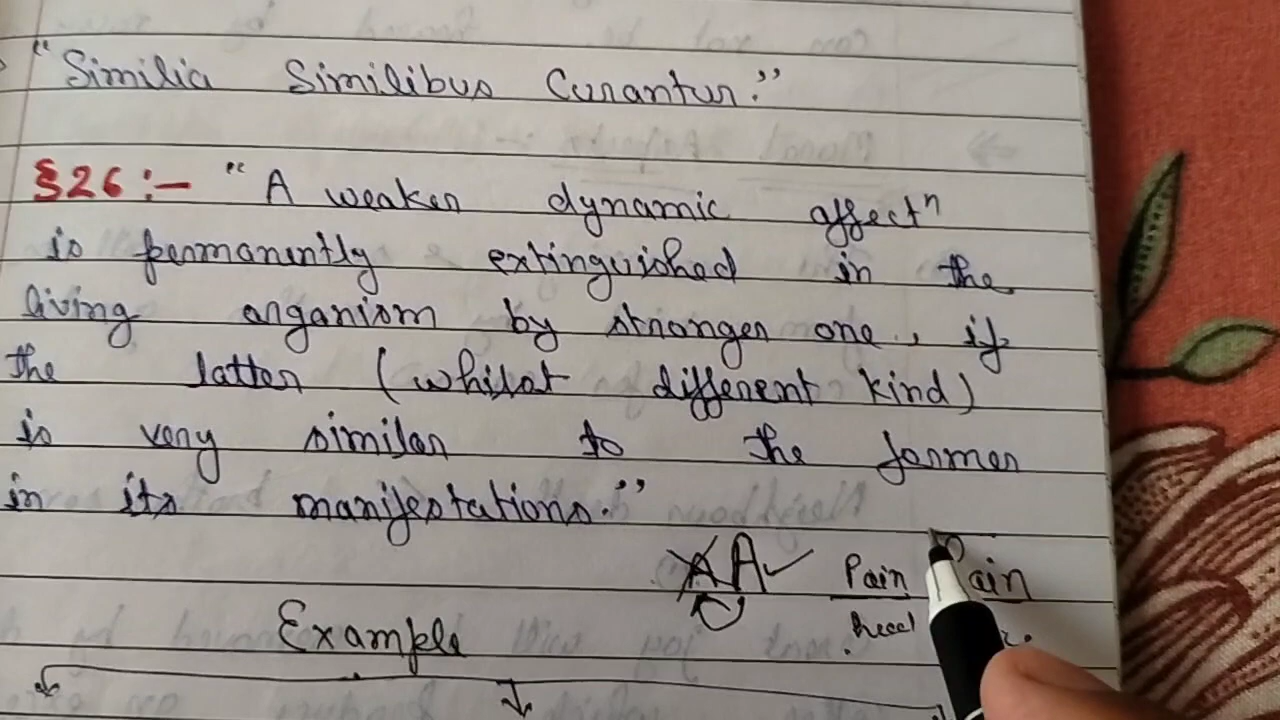 "Similia Similibus Curantur."
§26:- "A weaker dynamic affectⁿ
is permanently extinguished in the
living organism by stronger one, if
the latter (whilst different kind)
is very similar to the former
in its manifestations."
A A✓ Pain Pain
head
Example